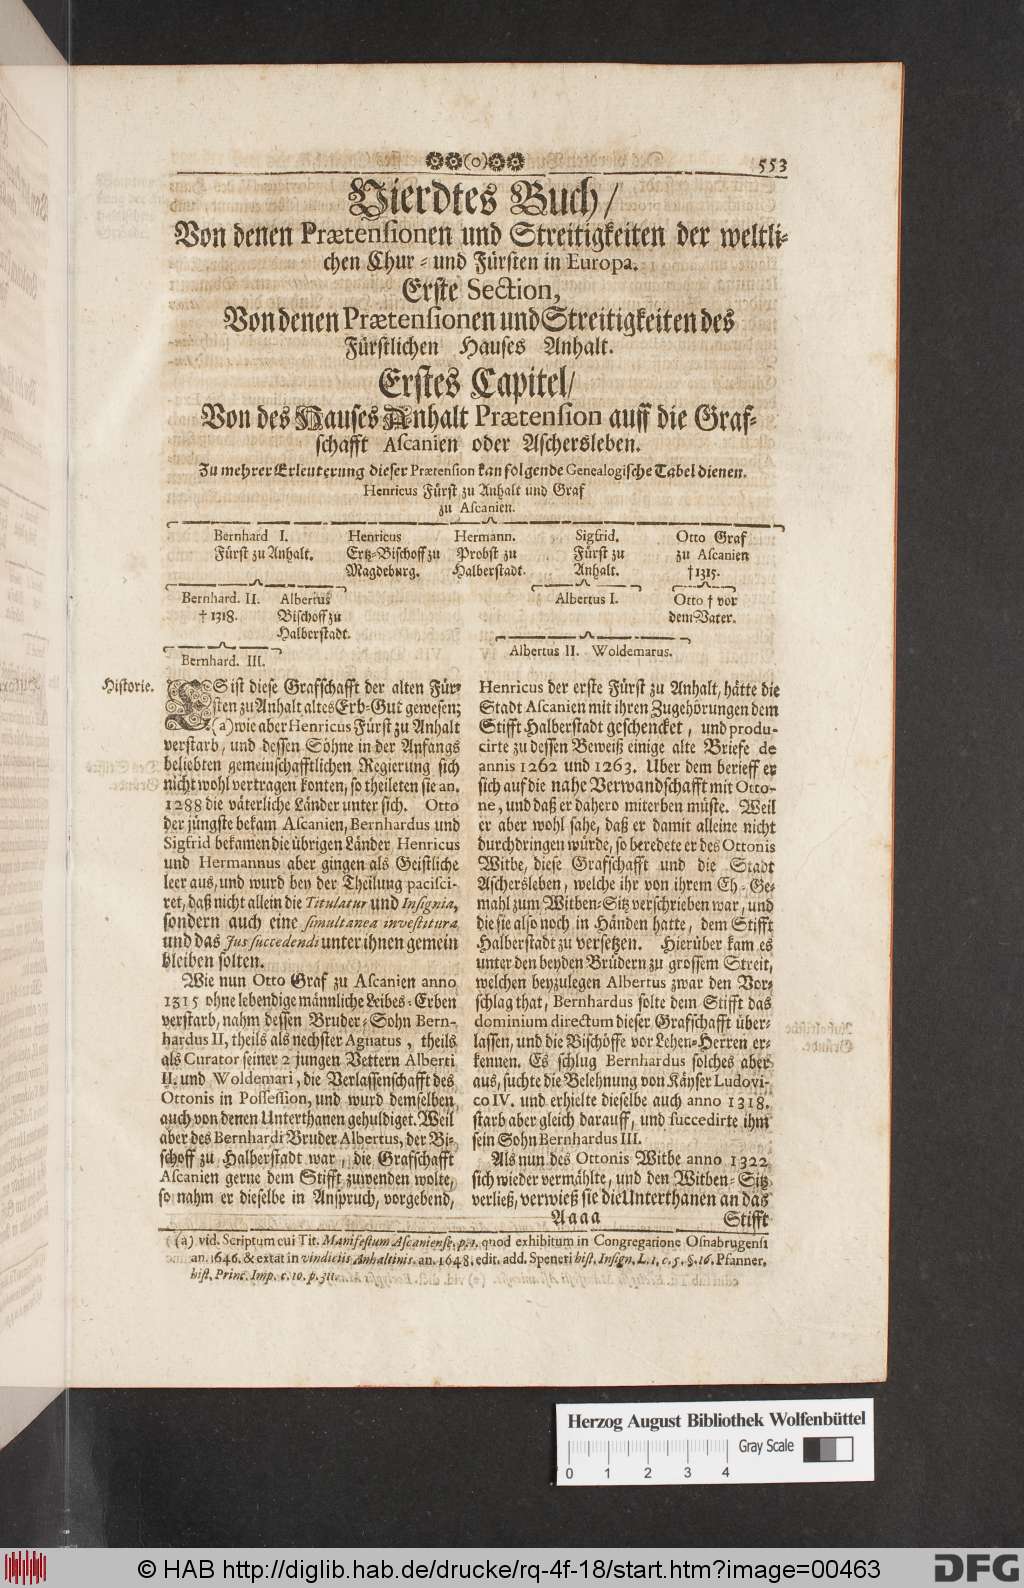 (o) 553
Vierdtes Buch/
Von denen Prætensionen und Streitigkeiten der weltli-
chen Chur- und Fürsten in Europa.
Erste Section,
Von denen Prætensionen und Streitigkeiten des
Fürstlichen Hauses Anhalt.
Erstes Capitel/
Von des Hauses Anhalt Prætension auff die Graf-
schafft Ascanien oder Aschersleben.
Zu mehrer Erleuterung dieser Prætension kan folgende Genealogische Tabel dienen.
Henricus Fürst zu Anhalt und Graf
zu Ascanien.
Bernhard I. Henricus Hermann. Sigfrid. Otto Graf
Fürst zu Anhalt. Ertz-Bischoff zu Probst zu Fürst zu zu Ascanien
Magdeburg. Halberstadt. Anhalt. † 1315.
Bernhard. II. Albertus Albertus I. Otto † vor
† 1318. Bischoff zu dem Vater.
Halberstadt.
Albertus II. Woldemarus.
Bernhard. III.
Historie.
ES ist diese Grafschafft der alten Für-
sten zu Anhalt altes Erb-Gut gewesen;
(a) wie aber Henricus Fürst zu Anhalt
verstarb, und dessen Söhne in der Anfangs
beliebten gemeinschafftlichen Regierung sich
nicht wohl vertragen konten, so theileten sie an.
1288 die väterliche Länder unter sich. Otto
der jüngste bekam Ascanien, Bernhardus und
Sigfrid bekamen die übrigen Länder Henricus
und Hermannus aber gingen als Geistliche
leer aus, und wurd bey der Theilung pacisci-
ret, daß nicht allein die Titulatur und Insignia,
sondern auch eine simultanea investitura
und das Jus succedendi unter ihnen gemein
bleiben solten.
Wie nun Otto Graf zu Ascanien anno
1315 ohne lebendige männliche Leibes-Erben
verstarb, nahm dessen Bruder-Sohn Bern-
hardus II, theils als nechster Agnatus, theils
als Curator seiner 2 jungen Vettern Alberti
II. und Woldemari, die Verlassenschafft des
Ottonis in Possession, und wurd demselben
auch von denen Unterthanen gehuldiget. Weil
aber des Bernhardi Bruder Albertus, der Bi-
schoff zu Halberstadt war, die Grafschafft
Ascanien gerne dem Stifft zuwenden wolte,
so nahm er dieselbe in Anspruch, vorgebend,
Henricus der erste Fürst zu Anhalt, hätte die
Stadt Ascanien mit ihren Zugehörungen dem
Stifft Halberstadt geschencket, und produ-
cirte zu dessen Beweiß einige alte Briefe de
annis 1262 und 1263. Uber dem berieff er
sich auf die nahe Verwandschafft mit Otto-
ne, und daß er dahero miterben müste. Weil
er aber wohl sahe, daß er damit alleine nicht
durchdringen würde, so beredete er des Ottonis
Witbe, diese Grafschafft und die Stadt
Aschersleben, welche ihr von ihrem Eh-Ge-
mahl zum Witben-Sitz verschrieben war, und
die sie also noch in Händen hatte, dem Stifft
Halberstadt zu versetzen. Hierüber kam es
unter den beyden Brüdern zu grossem Streit,
welchen beyzulegen Albertus zwar den Vor-
schlag that, Bernhardus solte dem Stifft das
dominium directum dieser Grafschafft über-
lassen, und die Bischöffe vor Lehen-Herren er-
kennen. Es schlug Bernhardus solches aber
aus, suchte die Belehnung von Käyser Ludovi-
co IV. und erhielte dieselbe auch anno 1318.
starb aber gleich darauff, und succedirte ihm
sein Sohn Bernhardus III.
Als nun des Ottonis Witbe anno 1322
sich wieder vermählte, und den Witben-Sitz
verließ, verwieß sie die Unterthanen an das
Aaaa Stifft
(a) vid. Scriptum cui Tit. Manifestum Ascaniense, p. 1. quod exhibitum in Congregatione Osnabrugensi
an. 1646. & extat in vindiciis Anhaltinis. an. 1648. edit. add. Speneri hist. Insign. L. 1, c. 5. §. 16. Pfanner.
hist. Princ. Imp. c. 10. p. 311.
Herzog August Bibliothek Wolfenbüttel
Gray Scale
0 1 2 3 4
© HAB http://diglib.hab.de/drucke/rq-4f-18/start.htm?image=00463
DFG